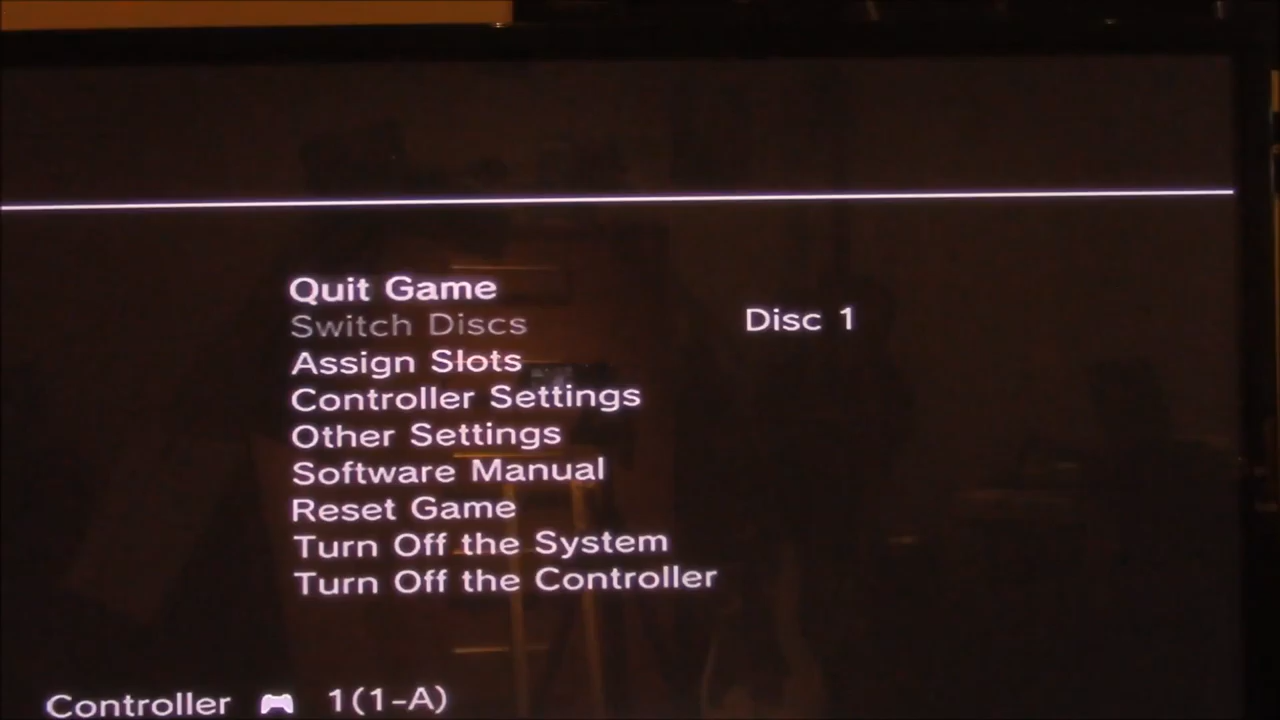 Quit Game
Switch Discs Disc 1
Assign Slots
Controller Settings
Other Settings
Software Manual
Reset Game
Turn Off the System
Turn Off the Controller
Controller 1(1-A)